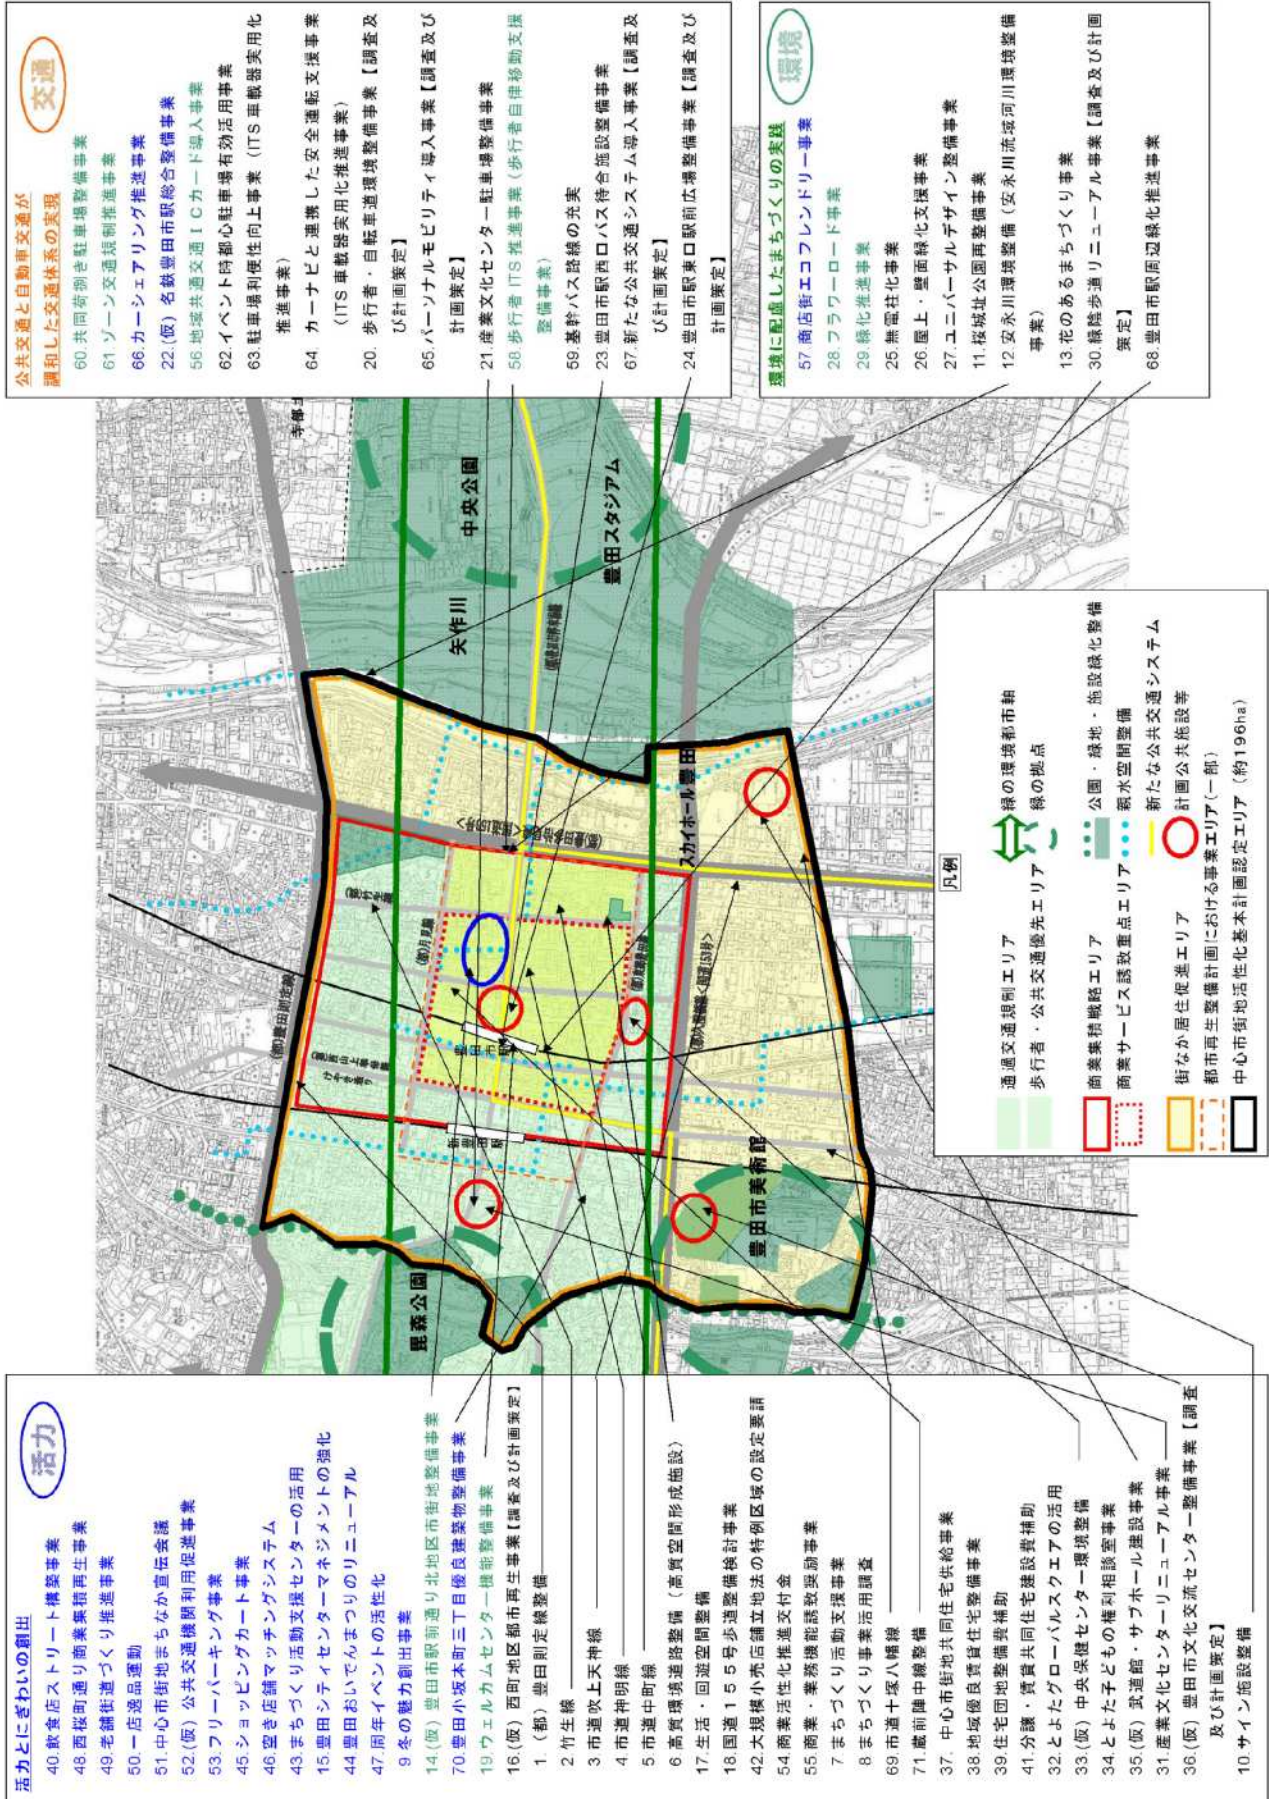 活力とにぎわいの創出
活力
40.飲食店ストリート構築事業
48.西桜町通り商業集積再生事業
49.老舗街道づくり推進事業
50.一店逸品運動
51.中心市街地まちなか宣伝会議
52.(仮) 公共交通機関利用促進事業
53.フリーパーキング事業
45.ショッピングカート事業
46.空き店舗マッチングシステム
43.まちづくり活動支援センターの活用
15.豊田シティセンターマネジメントの強化
44 豊田おいでんまつりのリニューアル
47.周年イベントの活性化
9 冬の魅力創出事業
14.(仮) 豊田市駅前通り北地区市街地整備事業
70.豊田小坂本町三丁目優良建築物整備事業
19 ウェルカムセンター機能整備事業
16.(仮) 西町地区都市再生事業【調査及び計画策定】
1.(都) 豊田則定線整備
2 竹生線
3 市道吹上天神線
4 市道神明線
5 市道中町線
6 高質環境道路整備 (高質空間形成施設)
17.生活・回遊空間整備
18.国道155号歩道整備検討事業
42.大規模小売店舗立地法の特例区域の設定要請
54.商業活性化推進交付金
55.商業・業務機能誘致奨励事業
7 まちづくり活動支援事業
8 まちづくり事業活用調査
69.市道十塚八幡線
71.蔵前陣中線整備
37. 中心市街地共同住宅供給事業
38.地域優良賃貸住宅整備事業
39.住宅団地整備費補助
41.分譲・賃貸共同住宅建設費補助
32.とよたグローバルスクエアの活用
33.(仮) 中央保健センター環境整備
34.とよた子どもの権利相談室事業
35.(仮) 武道館・サブホール建設事業
31.産業文化センターリニューアル事業
36.(仮) 豊田市文化交流センター整備事業【調査
及び計画策定】
10 サイン施設整備
公共交通と自動車交通が
調和した交通体系の実現
交通
60.共同荷捌き駐車場整備事業
61 ゾーン交通規制推進事業
66 カーシェアリング推進事業
22.(仮) 名鉄豊田市駅総合整備事業
56.地域共通交通ICカード導入事業
62.イベント時都心駐車場有効活用事業
63.駐車場利便性向上事業 (ITS車載器実用化
推進事業)
64. カーナビと連携した安全運転支援事業
(ITS車載器実用化推進事業)
20. 歩行者・自転車道環境整備事業【調査及
び計画策定】
65.パーソナルモビリティ導入事業【調査及び
計画策定】
21.産業文化センター駐車場整備事業
58.歩行者ITS推進事業 (歩行者自律移動支援
整備事業)
59.基幹バス路線の充実
23.豊田市駅西口バス待合施設整備事業
67.新たな公共交通システム導入事業【調査及
び計画策定】
24.豊田市駅東口駅前広場整備事業【調査及び
計画策定】
環境に配慮したまちづくりの実践
環境
57.商店街エコフレンドリー事業
28.フラワーロード事業
29.緑化推進事業
25.無電柱化事業
26.屋上・壁面緑化支援事業
27.ユニバーサルデザイン整備事業
11.桜城址公園再整備事業
12.安永川環境整備 (安永川流域河川環境整備
事業)
13.花のあるまちづくり事業
30.緑陰歩道リニューアル事業【調査及び計画
策定】
68.豊田市駅周辺緑化推進事業
毘森公園
矢作川
中央公園
豊田スタジアム
スカイホール豊田
豊田市美術館
豊田市駅
新豊田駅
けやき通り
(都)豊田則定線
凡例
通過交通規制エリア
歩行者・公共交通優先エリア
商業集積戦略エリア
商業サービス誘致重点エリア
街なか居住促進エリア
都市再生整備計画における事業エリア(一部)
中心市街地活性化基本計画認定エリア (約196ha)
緑の環境都市軸
緑の拠点
公園・緑地・施設緑化整備
親水空間整備
新たな公共交通システム
計画公共施設等